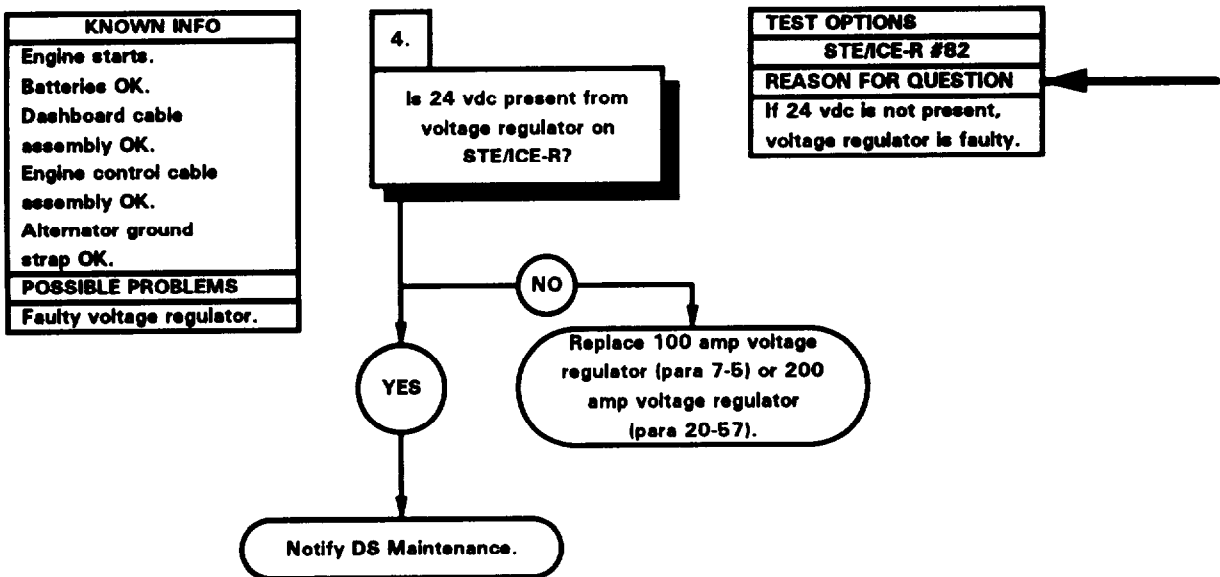 KNOWN INFO
Engine starts.
Batteries OK.
Dashboard cable
assembly OK.
Engine control cable
assembly OK.
Alternator ground
strap OK.
POSSIBLE PROBLEMS
Faulty voltage regulator.
4.
Is 24 vdc present from
voltage regulator on
STE/ICE-R?
TEST OPTIONS
STE/ICE-R #82
REASON FOR QUESTION
If 24 vdc is not present,
voltage regulator is faulty.
NO
YES
Replace 100 amp voltage
regulator (para 7-5) or 200
amp voltage regulator
(para 20-57).
Notify DS Maintenance.